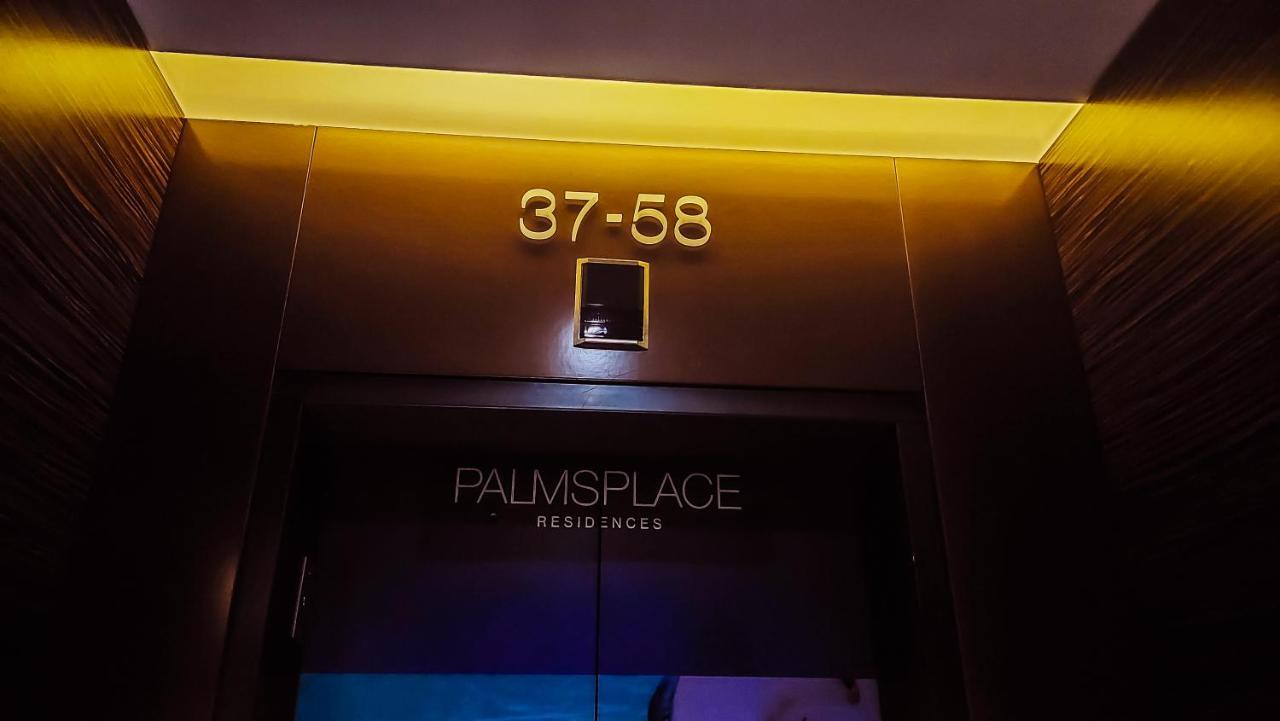 37-58
PALMSPLACE
RESIDENCES